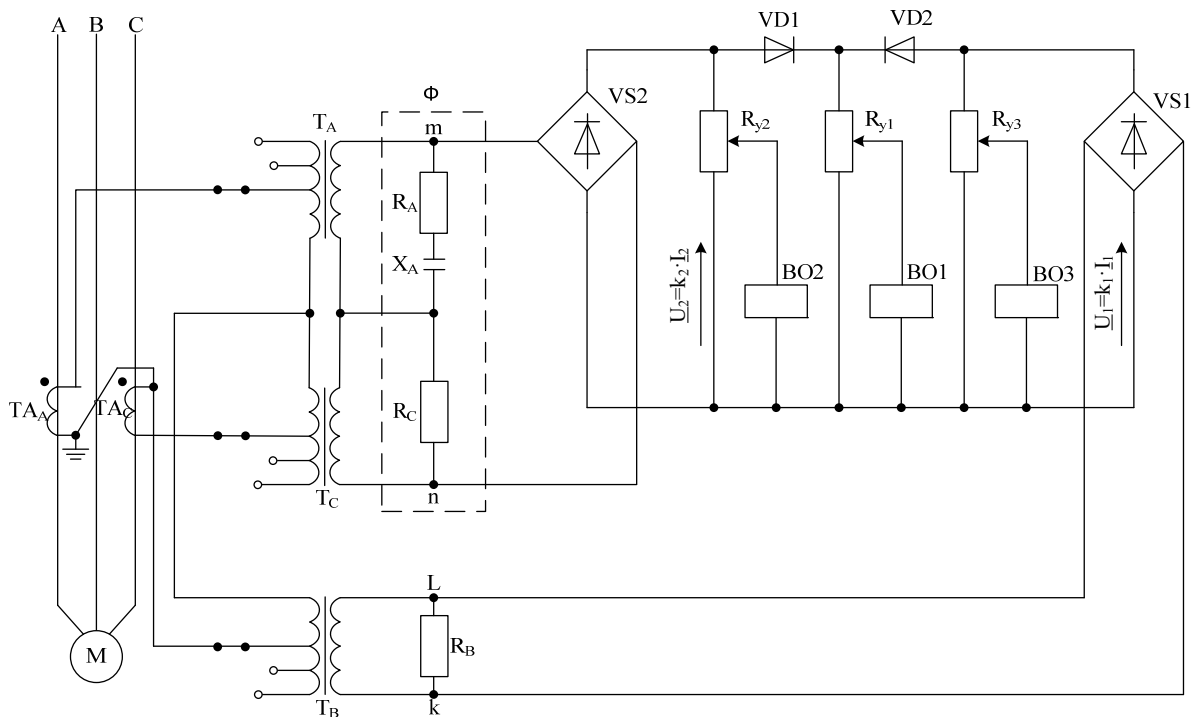 A B C
VD1 VD2
Φ
VS2
VS1
T_A
m
R_y2
R_y1
R_y3
R_A
X_A
U_2=k_2·I_2
BO2
BO1
BO3
U_1=k_1·I_1
TA_A
TA_C
R_C
n
T_C
L
M
R_B
k
T_B